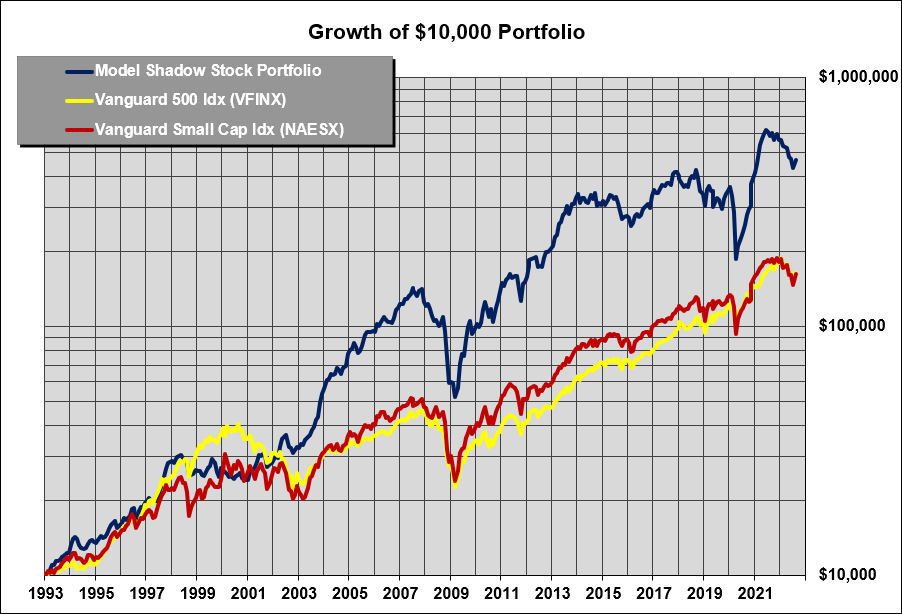 Growth of $10,000 Portfolio
Model Shadow Stock Portfolio
Vanguard 500 Idx (VFINX)
Vanguard Small Cap Idx (NAESX)
$1,000,000
$100,000
$10,000
1993 1995 1997 1999 2001 2003 2005 2007 2009 2011 2013 2015 2017 2019 2021